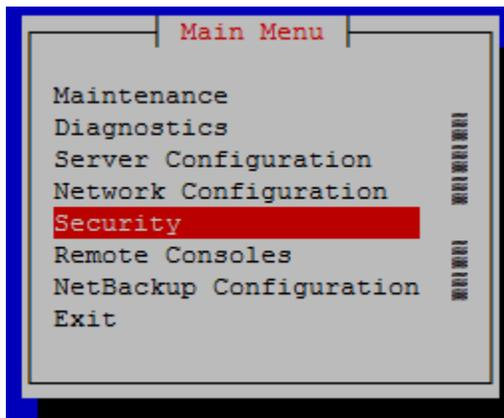 Main Menu
Maintenance
Diagnostics
Server Configuration
Network Configuration
Security
Remote Consoles
NetBackup Configuration
Exit